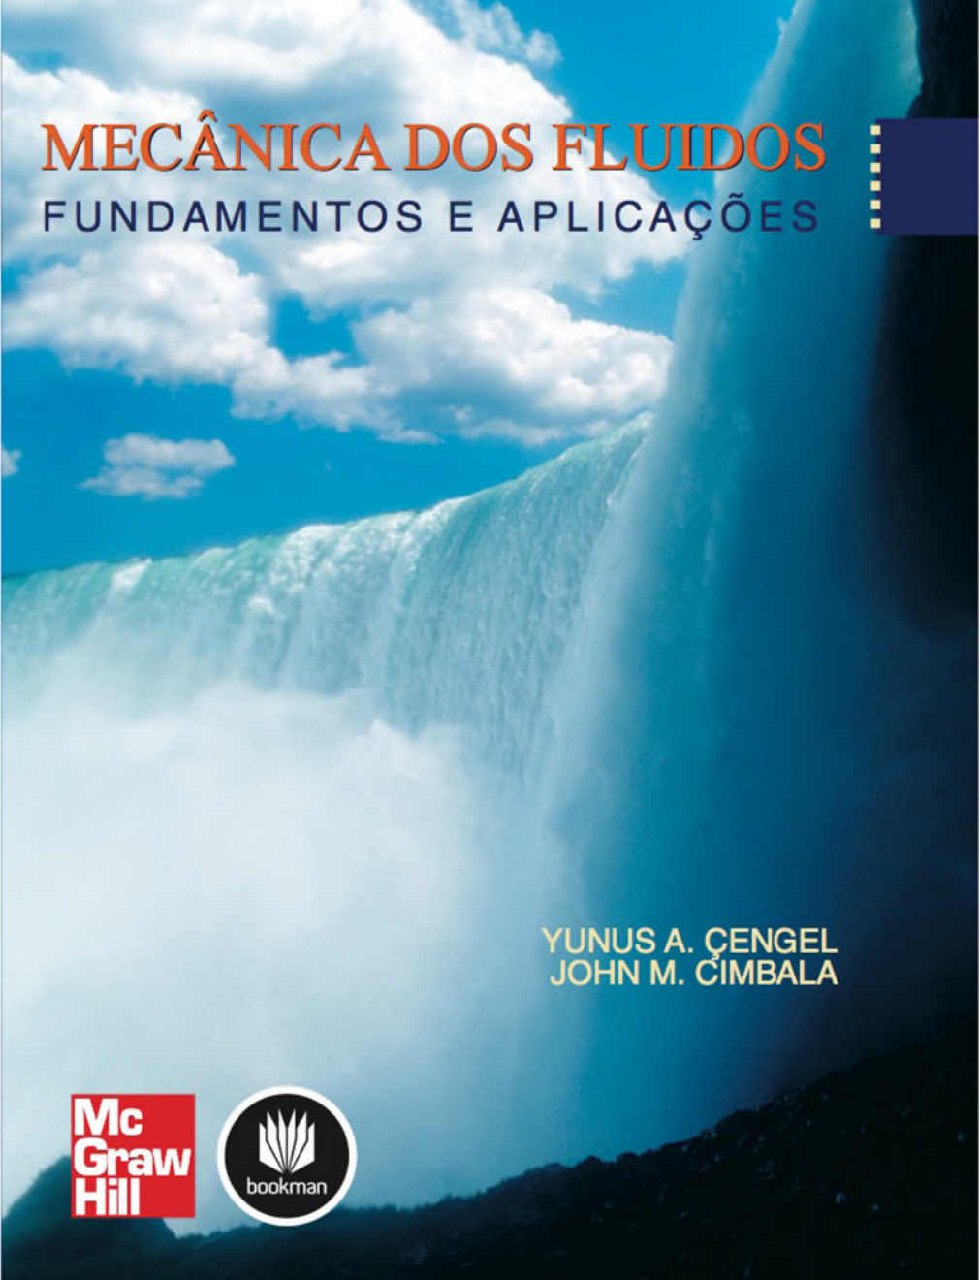 MECÂNICA DOS FLUIDOS
FUNDAMENTOS E APLICAÇÕES
YUNUS A. ÇENGEL
JOHN M. CIMBALA
Mc
Graw
Hill
bookman